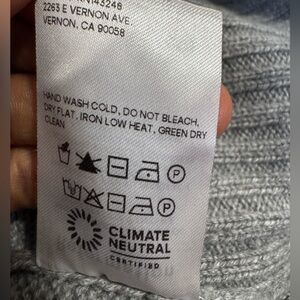 2263 E VERNON AVE.
VERNON, CA 90058
HAND WASH COLD, DO NOT BLEACH,
DRY FLAT, IRON LOW HEAT, GREEN DRY
CLEAN
P
P
CLIMATE
NEUTRAL
CERTIFIED